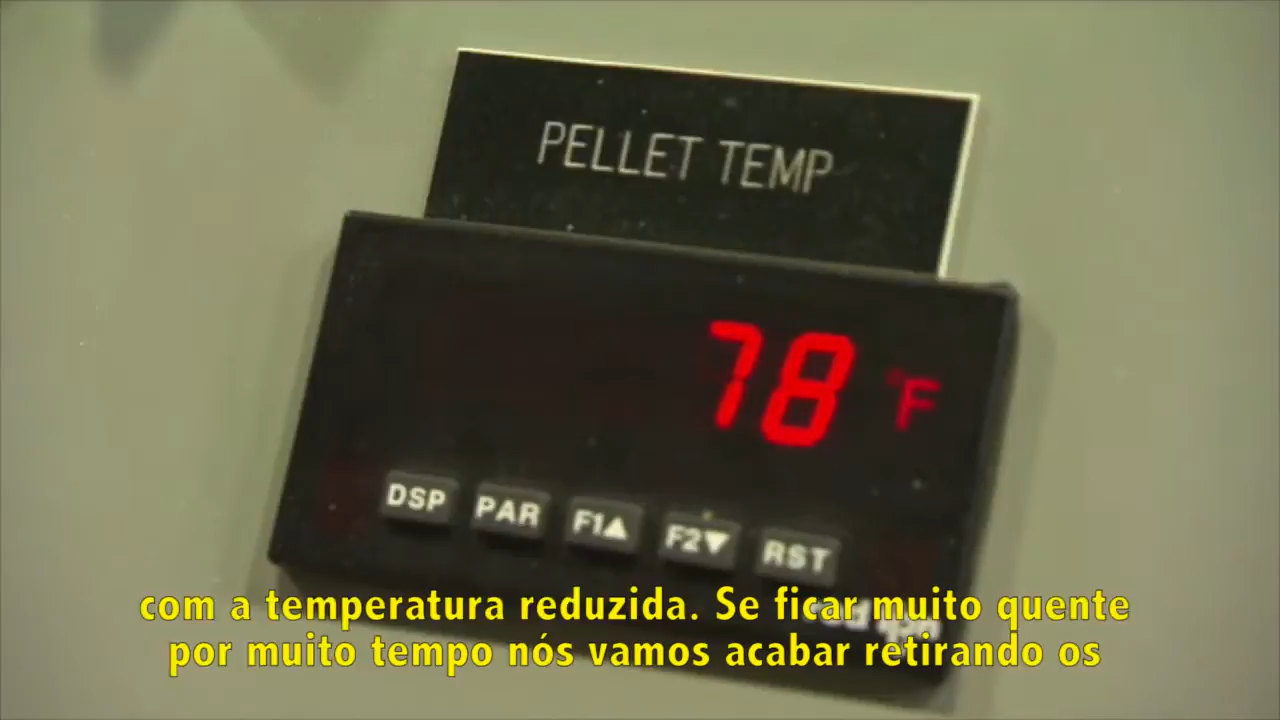 PELLET TEMP
78 °F
DSP PAR F1▲ F2▼ RST
com a temperatura reduzida. Se ficar muito quente
por muito tempo nós vamos acabar retirando os